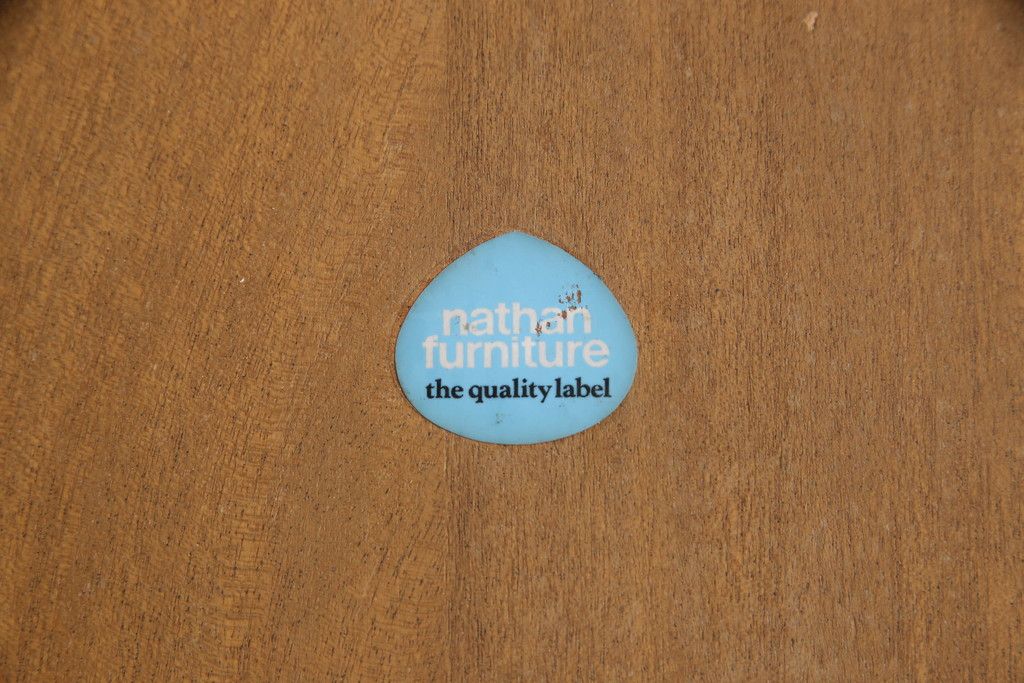 nathan
furniture
the quality label